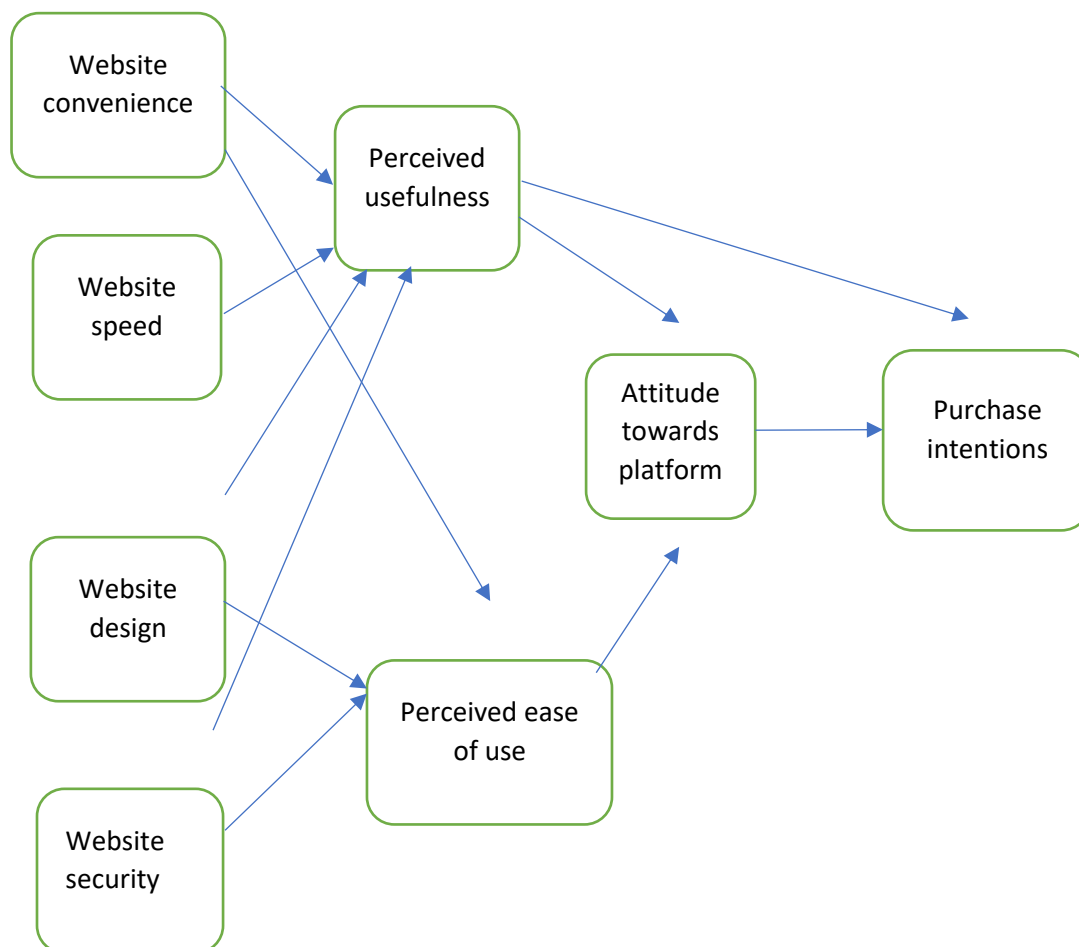 Website
convenience
Perceived
usefulness
Website
speed
Attitude
towards
platform
Purchase
intentions
Website
design
Perceived ease
of use
Website
security